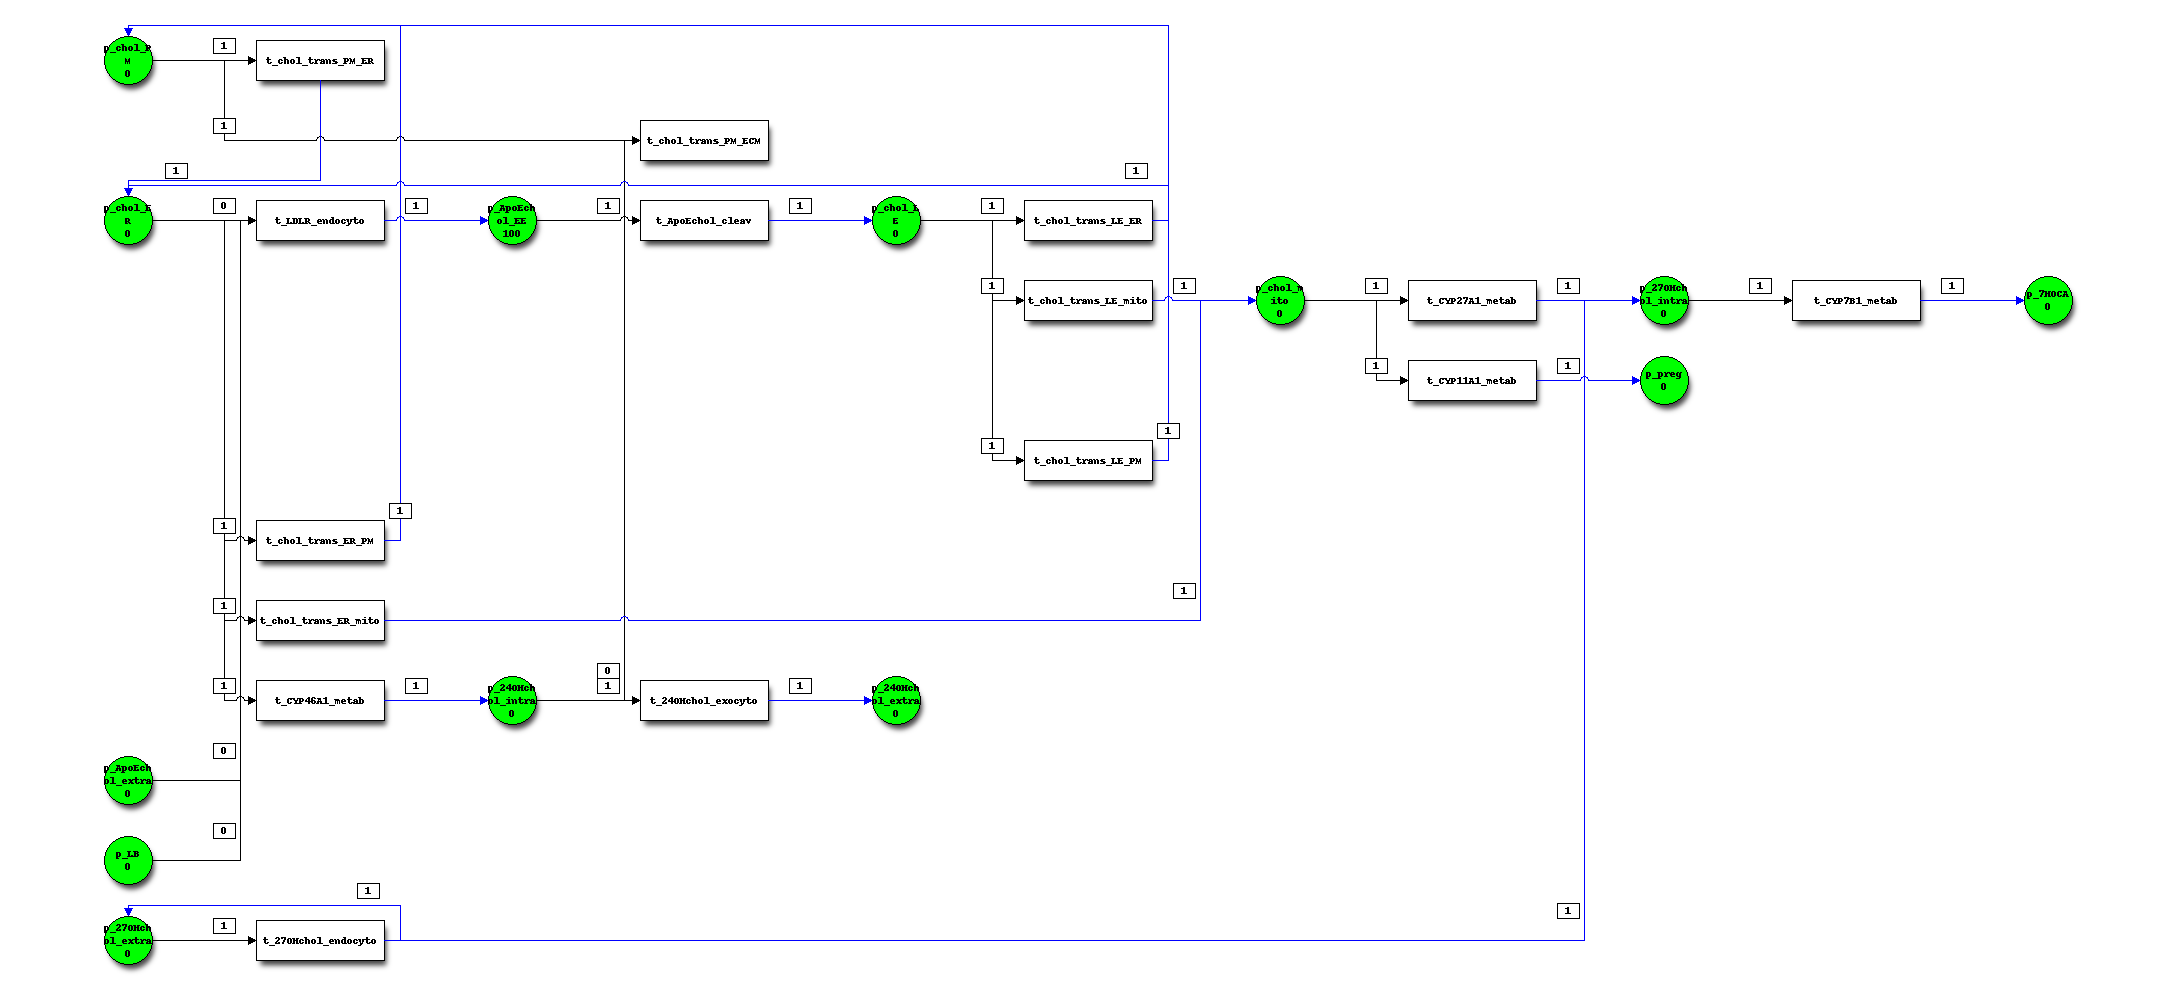 p_chol_P
M
0
1
t_chol_trans_PM_ER
1
t_chol_trans_PM_ECM
1
1
p_chol_E
R
0
0
t_LDLR_endocyto
1
p_ApoEch
ol_EE
100
1
t_ApoEchol_cleav
1
p_chol_L
E
0
1
t_chol_trans_LE_ER
1
t_chol_trans_LE_mito
1
p_chol_m
ito
0
1
t_CYP27A1_metab
1
p_27OHch
ol_intra
0
1
t_CYP7B1_metab
1
p_7HOCA
0
1
t_CYP11A1_metab
1
p_preg
0
1
t_chol_trans_LE_PM
1
1
t_chol_trans_ER_PM
1
1
t_chol_trans_ER_mito
1
1
t_CYP46A1_metab
1
p_24OHch
ol_intra
0
0
1
t_24OHchol_exocyto
1
p_24OHch
ol_extra
0
p_ApoEch
ol_extra
0
0
p_LB
0
0
1
p_27OHch
ol_extra
0
1
t_27OHchol_endocyto
1